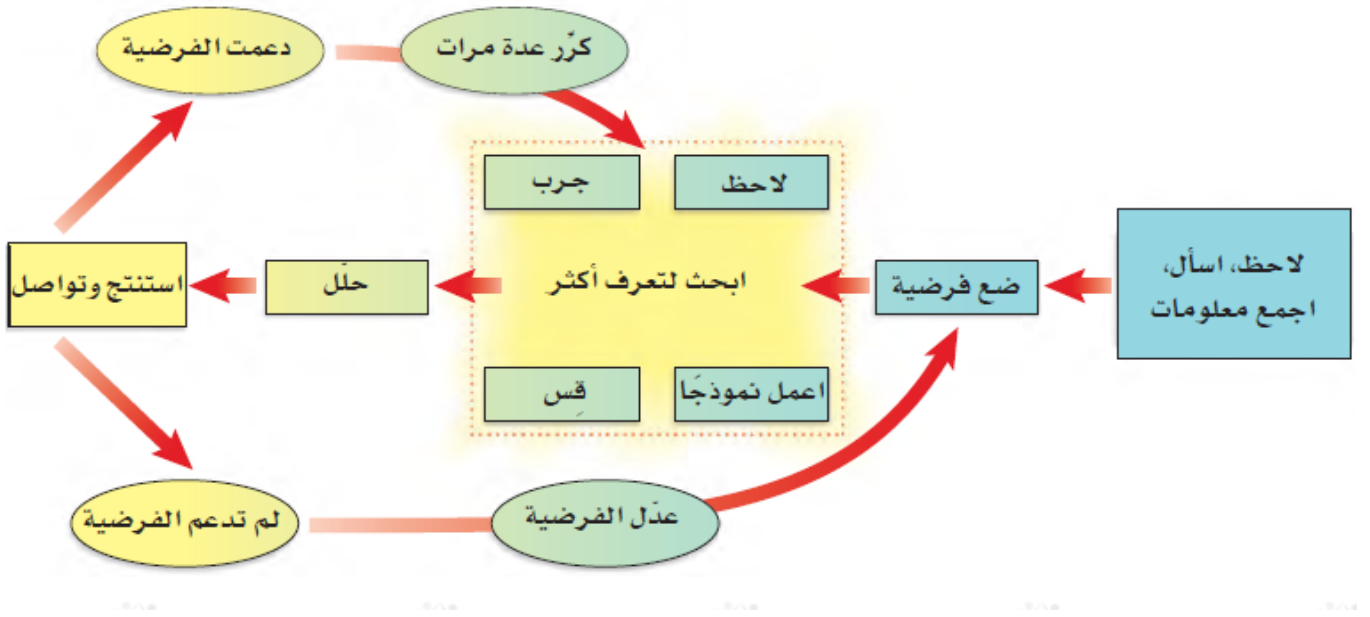 لاحظ، اسأل،
اجمع معلومات
ضع فرضية
ابحث لتعرف أكثر
لاحظ
جرب
اعمل نموذجًا
قِس
حلّل
استنتج وتواصل
دعمت الفرضية
كرّر عدة مرات
لم تدعم الفرضية
عدّل الفرضية